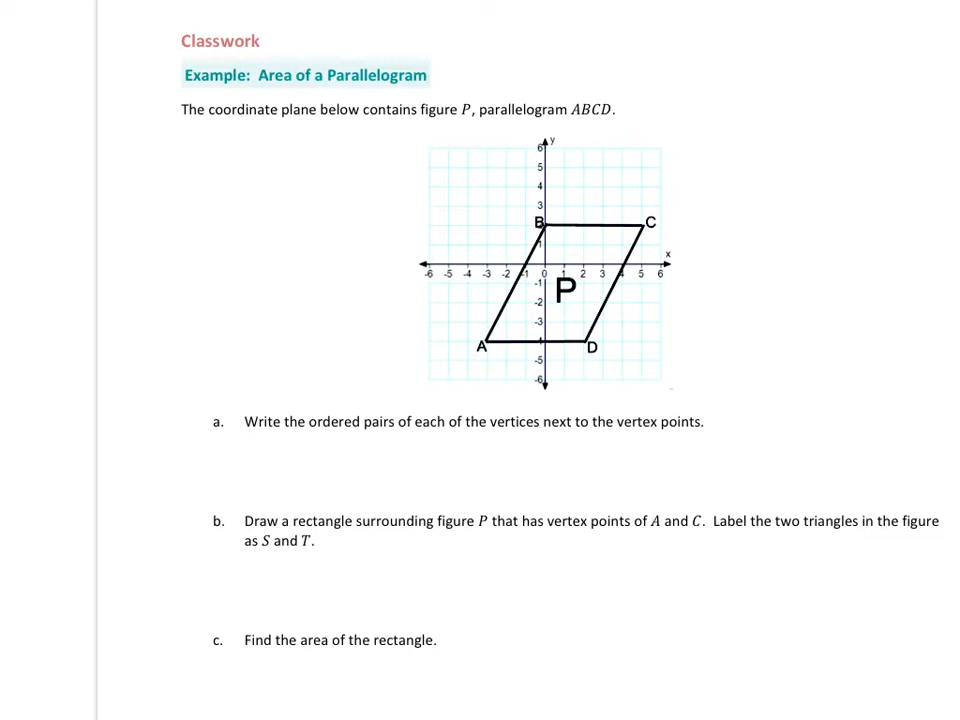 Classwork
Example: Area of a Parallelogram
The coordinate plane below contains figure P, parallelogram ABCD.
y
6
5
4
3
B C
1
x
-6 -5 -4 -3 -2 -1 0 1 2 3 4 5 6
-1
P
-2
-3
A D
-5
-6
a. Write the ordered pairs of each of the vertices next to the vertex points.
b. Draw a rectangle surrounding figure P that has vertex points of A and C. Label the two triangles in the figure
as S and T.
c. Find the area of the rectangle.